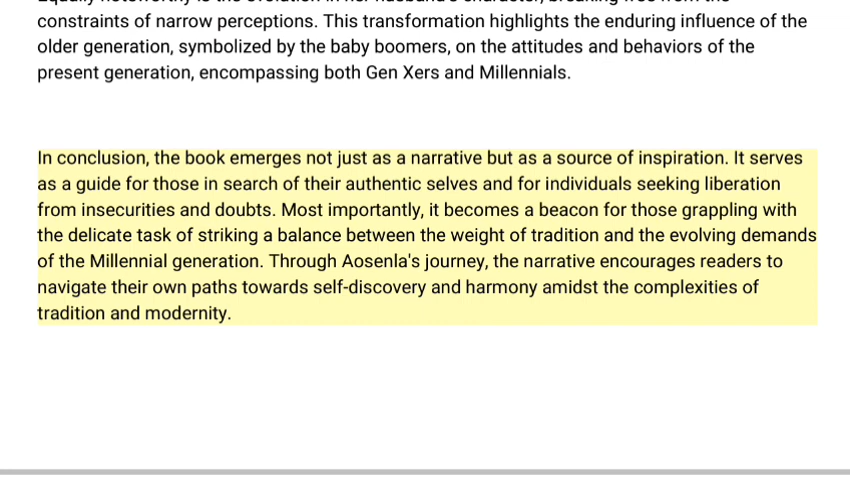 constraints of narrow perceptions. This transformation highlights the enduring influence of the
older generation, symbolized by the baby boomers, on the attitudes and behaviors of the
present generation, encompassing both Gen Xers and Millennials.
In conclusion, the book emerges not just as a narrative but as a source of inspiration. It serves
as a guide for those in search of their authentic selves and for individuals seeking liberation
from insecurities and doubts. Most importantly, it becomes a beacon for those grappling with
the delicate task of striking a balance between the weight of tradition and the evolving demands
of the Millennial generation. Through Aosenla's journey, the narrative encourages readers to
navigate their own paths towards self-discovery and harmony amidst the complexities of
tradition and modernity.